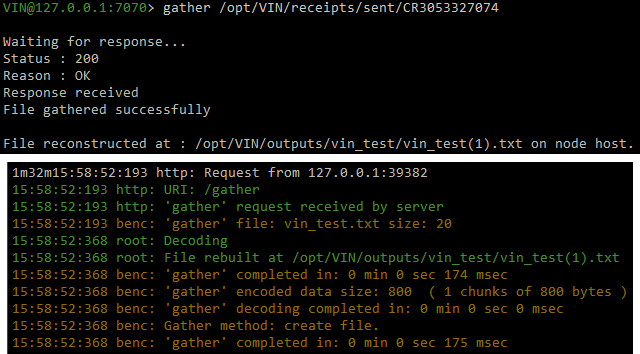 VIN@127.0.0.1:7070> gather /opt/VIN/receipts/sent/CR3053327074
Waiting for response...
Status : 200
Reason : OK
Response received
File gathered successfully
File reconstructed at : /opt/VIN/outputs/vin_test/vin_test(1).txt on node host.
1m32m15:58:52:193 http: Request from 127.0.0.1:39382
15:58:52:193 http: URI: /gather
15:58:52:193 http: 'gather' request received by server
15:58:52:193 benc: 'gather' file: vin_test.txt size: 20
15:58:52:368 root: Decoding
15:58:52:368 root: File rebuilt at /opt/VIN/outputs/vin_test/vin_test(1).txt
15:58:52:368 benc: 'gather' completed in: 0 min 0 sec 174 msec
15:58:52:368 benc: 'gather' encoded data size: 800  ( 1 chunks of 800 bytes )
15:58:52:368 benc: 'gather' decoding completed in: 0 min 0 sec 0 msec
15:58:52:368 benc: Gather method: create file.
15:58:52:368 benc: 'gather' completed in: 0 min 0 sec 175 msec